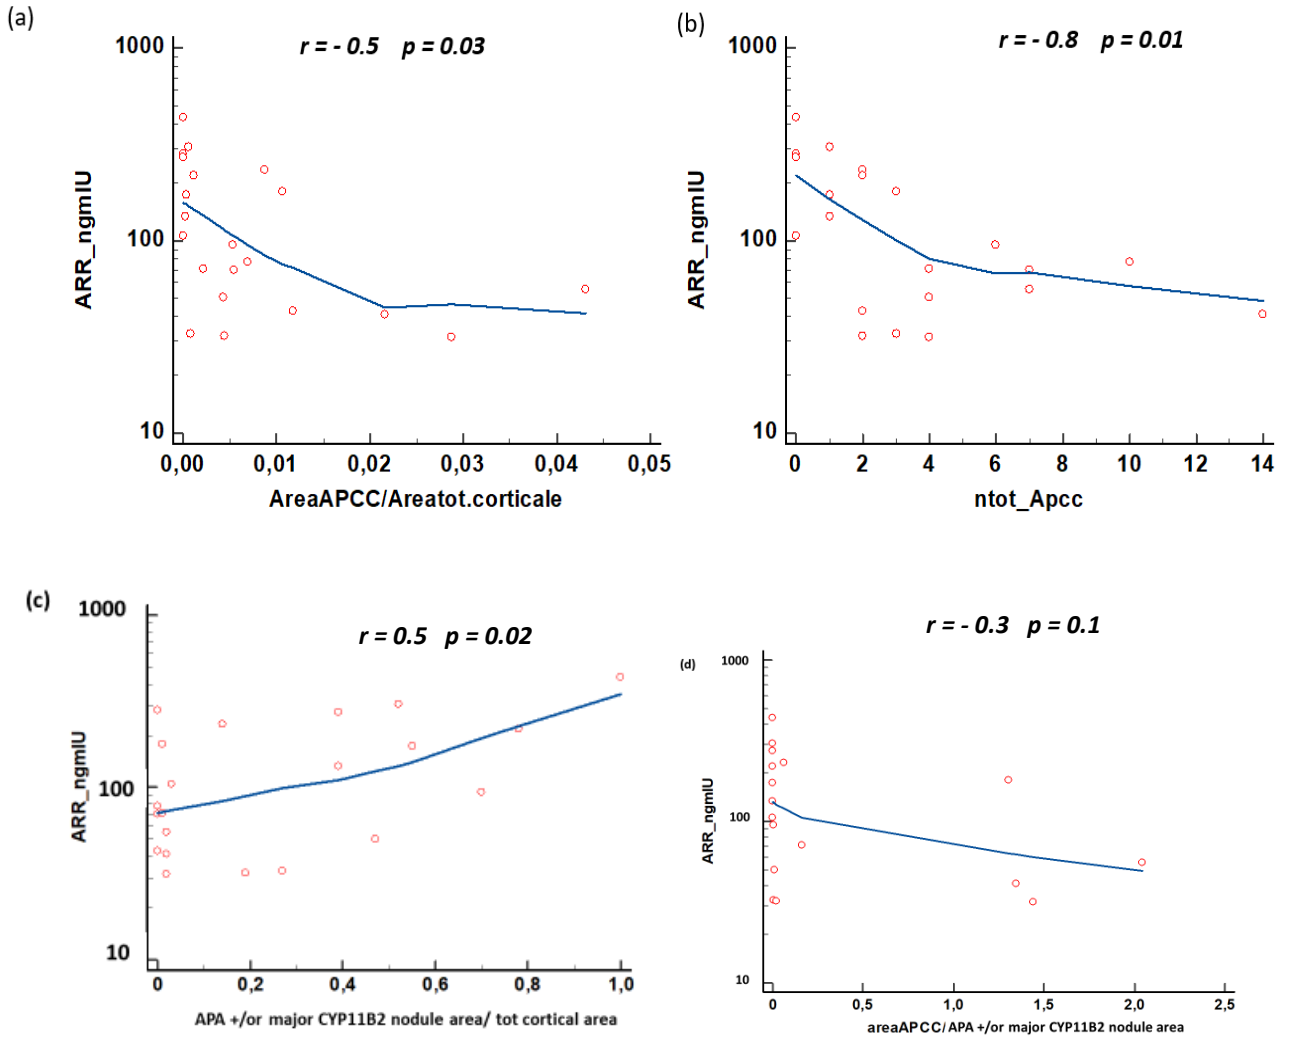 (a)
r = - 0.5 p = 0.03
1000
100
10
ARR_ngmIU
0,00 0,01 0,02 0,03 0,04 0,05
AreaAPCC/Areatot.corticale
(b)
r = - 0.8 p = 0.01
1000
100
10
ARR_ngmIU
0 2 4 6 8 10 12 14
ntot_Apcc
(c)
r = 0.5 p = 0.02
1000
100
10
ARR_ngmIU
0 0,2 0,4 0,6 0,8 1,0
APA +/or major CYP11B2 nodule area/ tot cortical area
(d)
r = - 0.3 p = 0.1
1000
100
10
ARR_ngmIU
0 0,5 1,0 1,5 2,0 2,5
areaAPCC/APA +/or major CYP11B2 nodule area